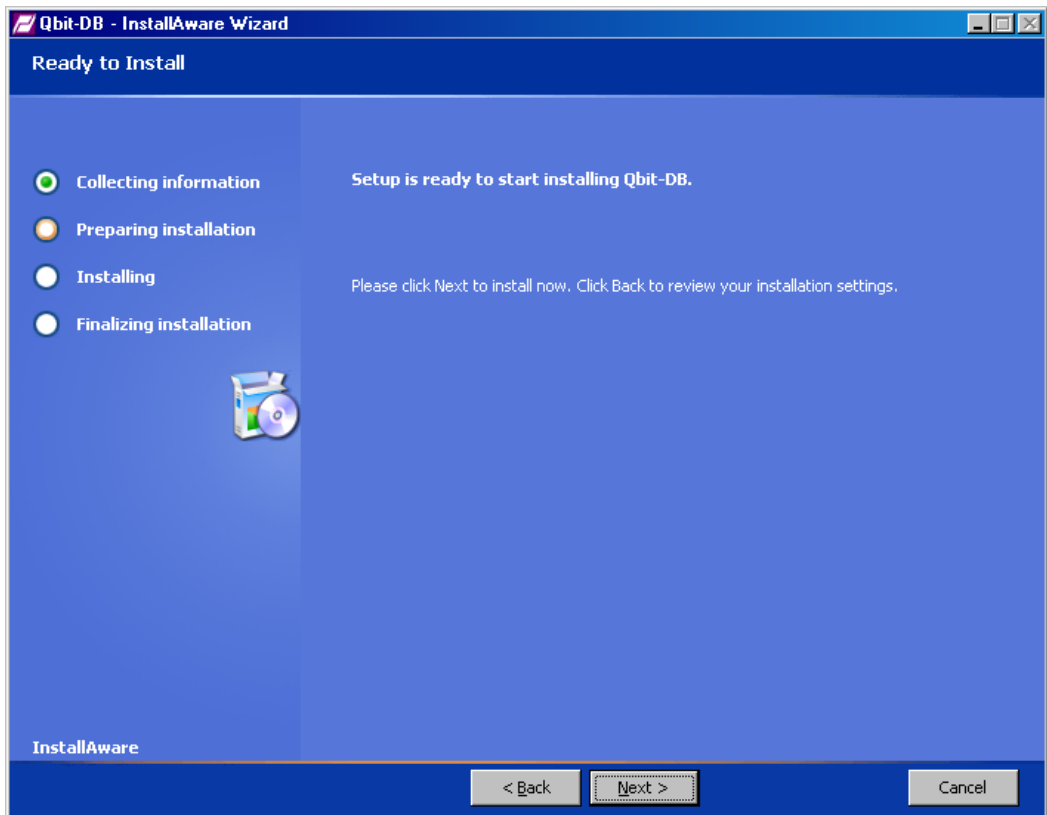 Qbit-DB - InstallAware Wizard
Ready to Install
Collecting information
Preparing installation
Installing
Finalizing installation
Setup is ready to start installing Qbit-DB.
Please click Next to install now. Click Back to review your installation settings.
InstallAware
< Back
Next >
Cancel